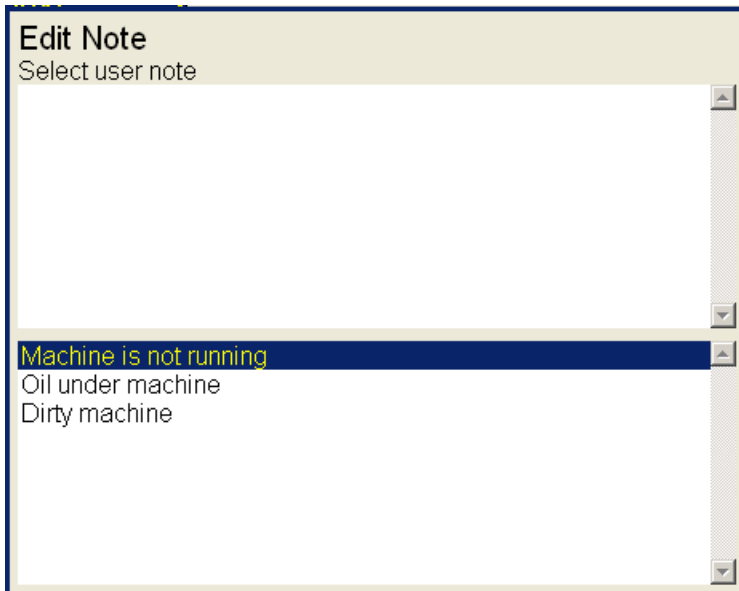 Edit Note
Select user note
Machine is not running
Oil under machine
Dirty machine